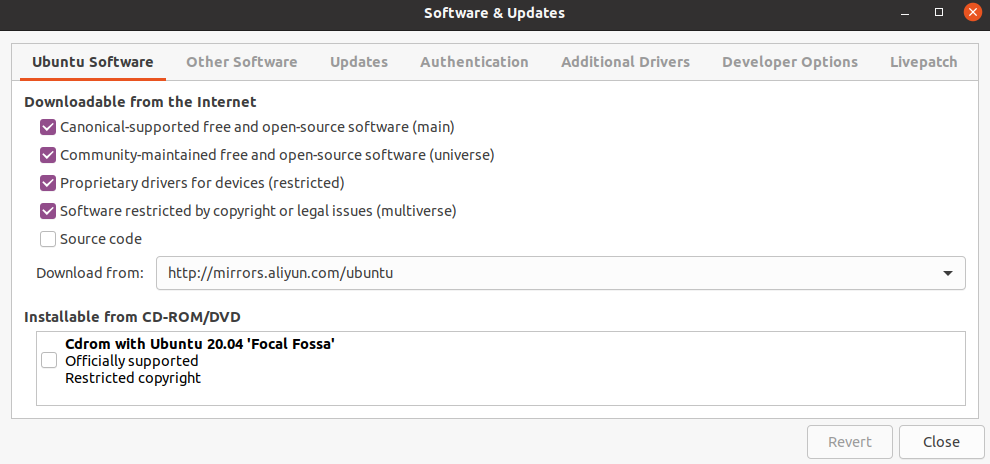 Software & Updates
Ubuntu Software Other Software Updates Authentication Additional Drivers Developer Options Livepatch
Downloadable from the Internet
Canonical-supported free and open-source software (main)
Community-maintained free and open-source software (universe)
Proprietary drivers for devices (restricted)
Software restricted by copyright or legal issues (multiverse)
Source code
Download from: http://mirrors.aliyun.com/ubuntu
Installable from CD-ROM/DVD
Cdrom with Ubuntu 20.04 'Focal Fossa'
Officially supported
Restricted copyright
Revert Close